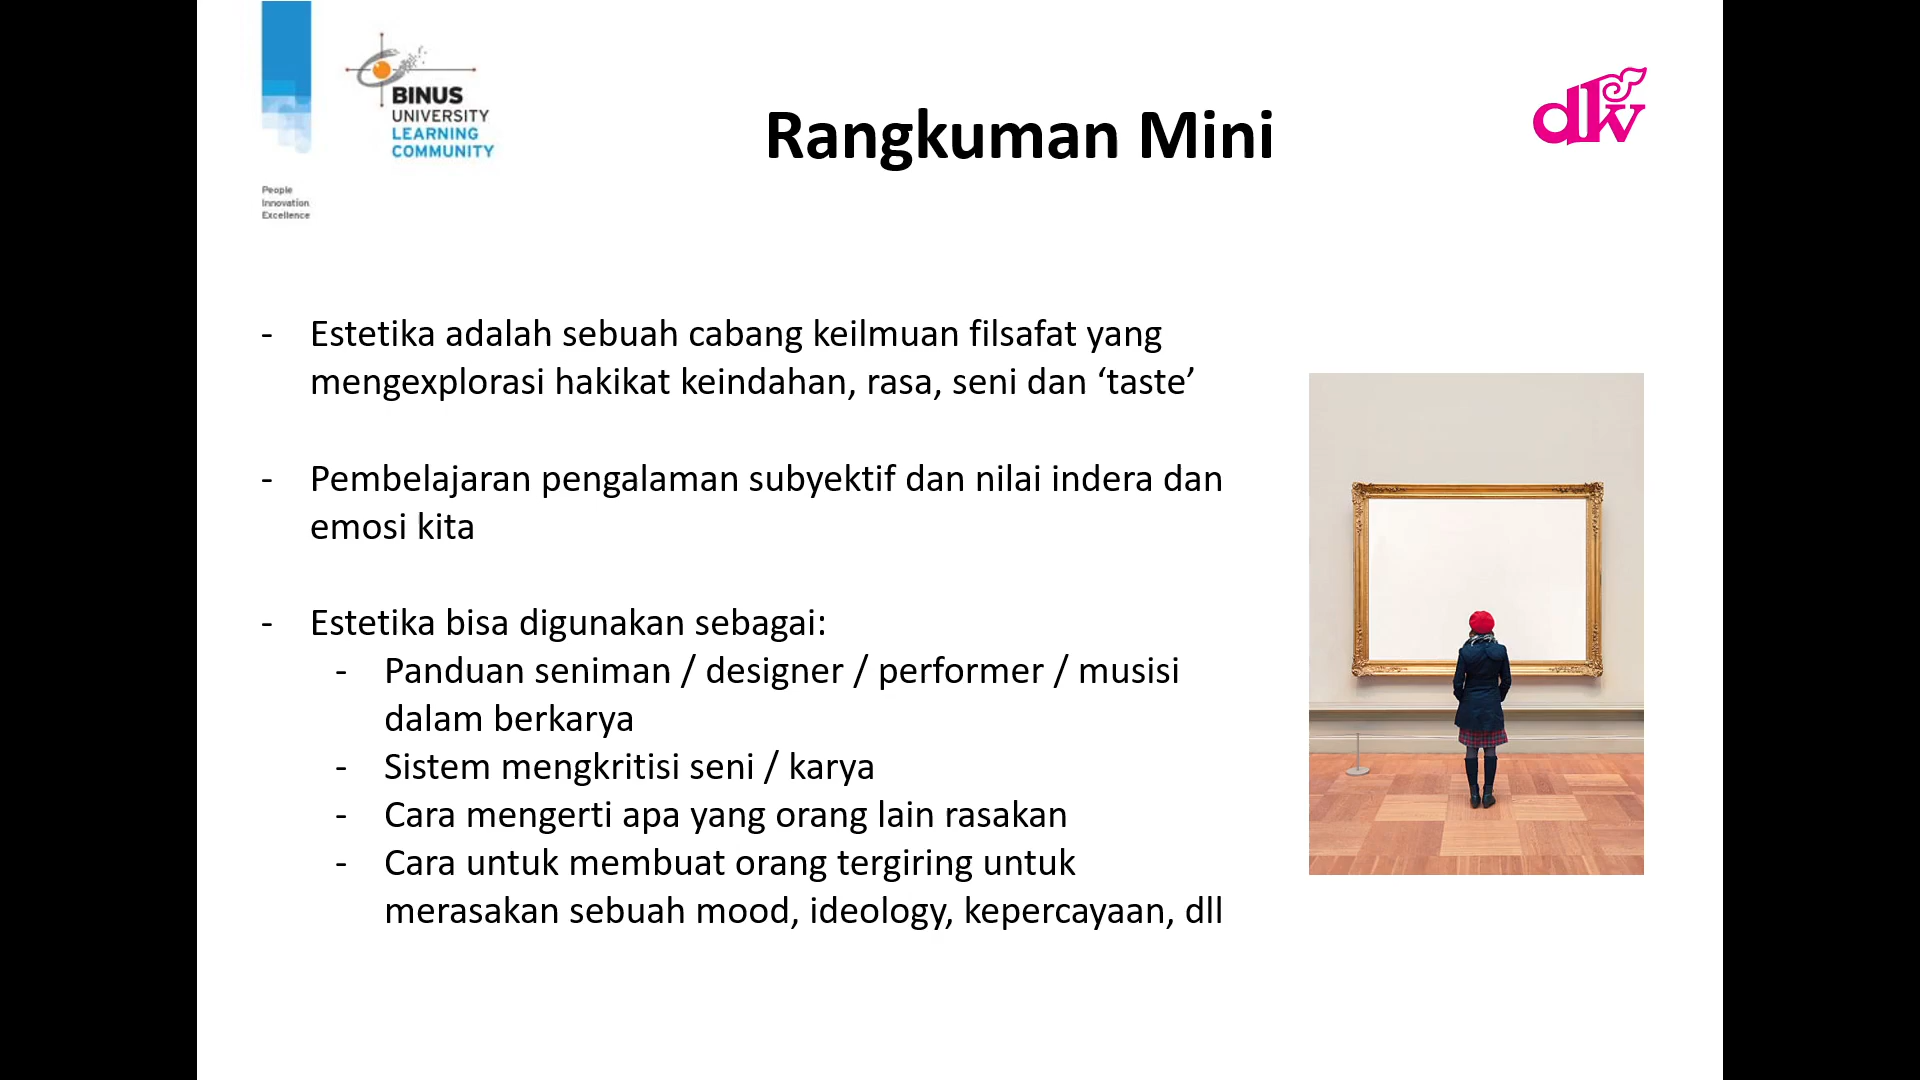 BINUS
UNIVERSITY
LEARNING
COMMUNITY
People
Innovation
Excellence
Rangkuman Mini
dkv
- Estetika adalah sebuah cabang keilmuan filsafat yang
mengexplorasi hakikat keindahan, rasa, seni dan ‘taste’
- Pembelajaran pengalaman subyektif dan nilai indera dan
emosi kita
- Estetika bisa digunakan sebagai:
- Panduan seniman / designer / performer / musisi
dalam berkarya
- Sistem mengkritisi seni / karya
- Cara mengerti apa yang orang lain rasakan
- Cara untuk membuat orang tergiring untuk
merasakan sebuah mood, ideology, kepercayaan, dll